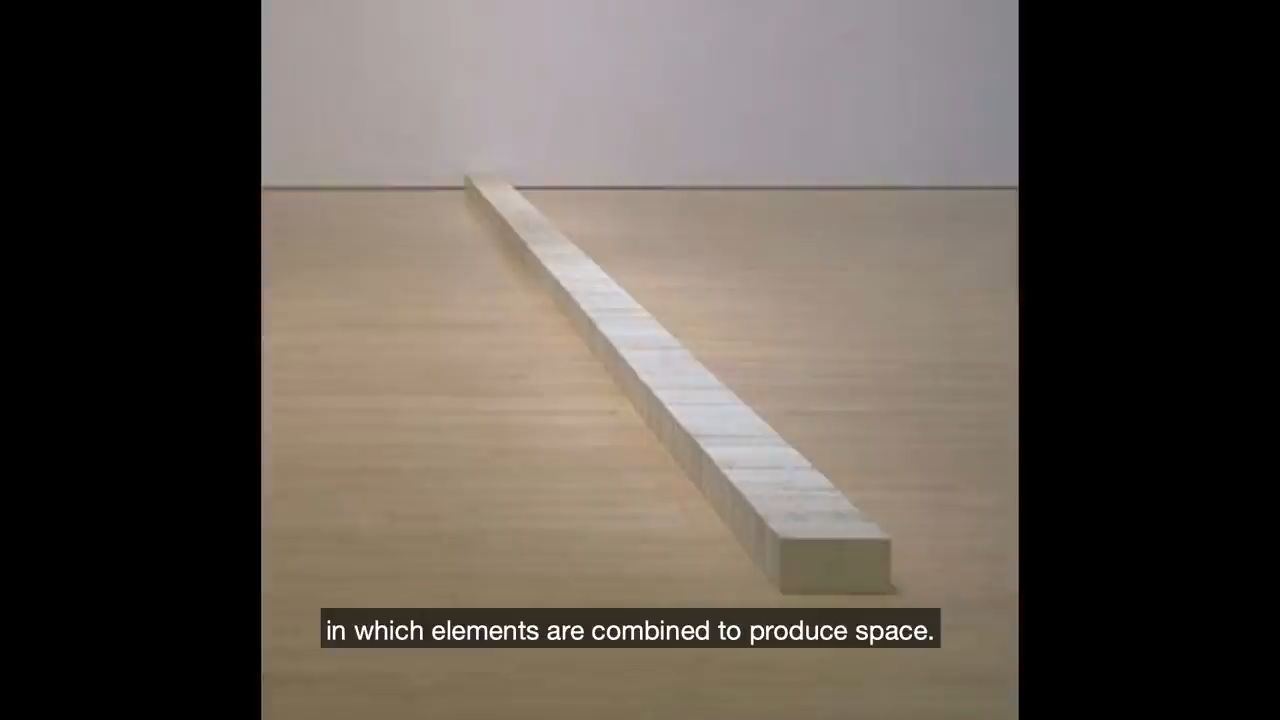 in which elements are combined to produce space.